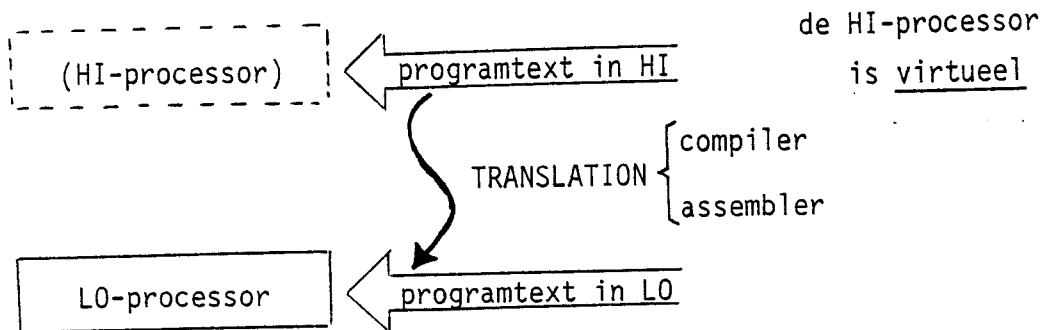 de HI-processor
(HI-processor) programtext in HI
is virtueel
compiler
TRANSLATION
assembler
LO-processor programtext in LO